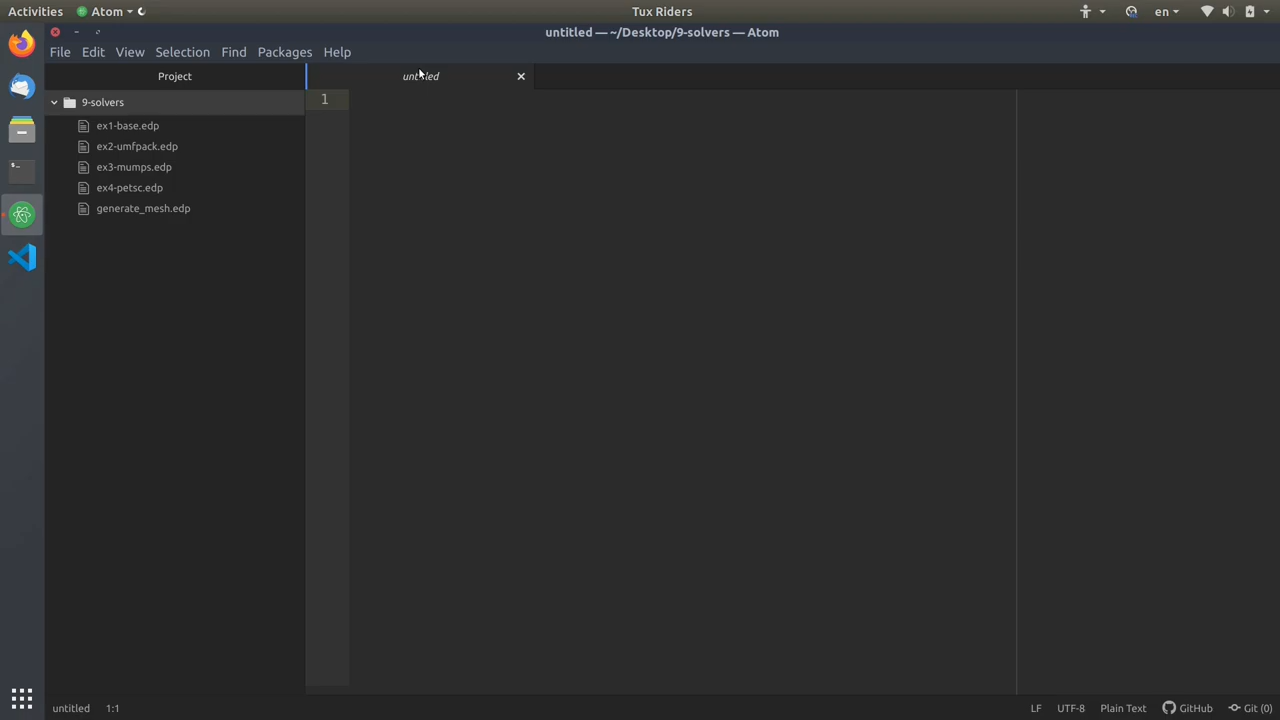 Activities Atom Tux Riders en
untitled — ~/Desktop/9-solvers — Atom
File Edit View Selection Find Packages Help
Project untitled
9-solvers 1
ex1-base.edp
ex2-umfpack.edp
ex3-mumps.edp
ex4-petsc.edp
generate_mesh.edp
untitled 1:1 LF UTF-8 Plain Text GitHub Git (0)